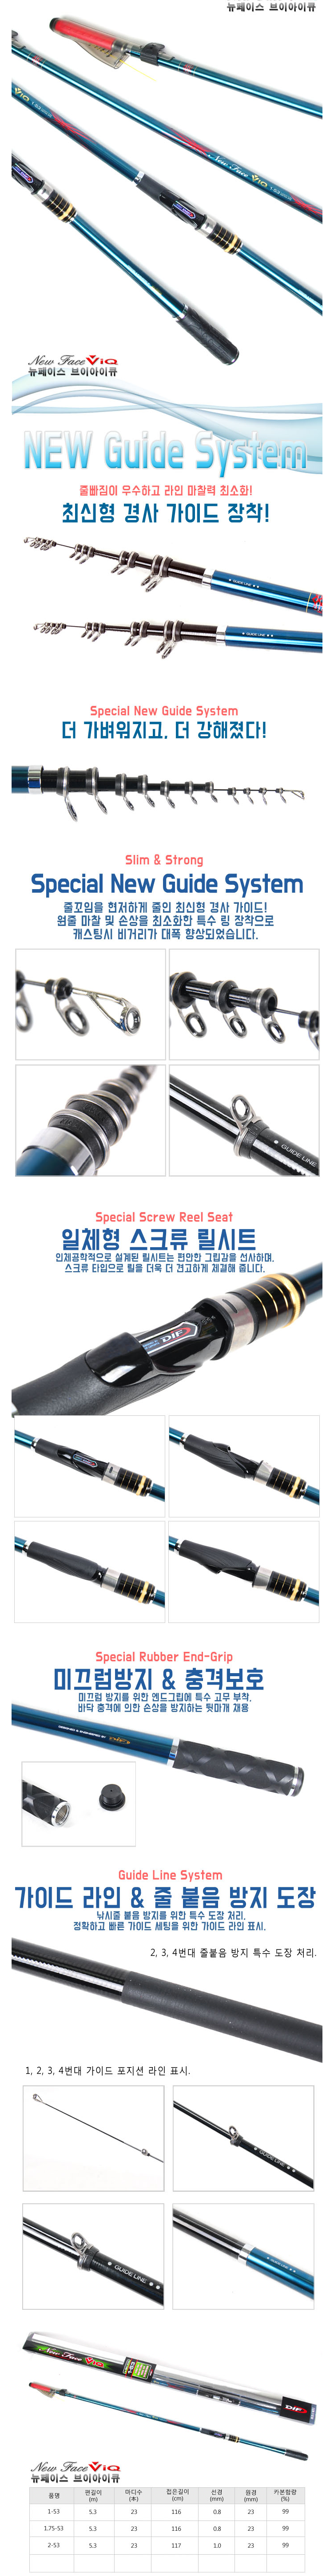 뉴페이스 브이아이큐
New Face ViQ
New Face ViQ
뉴페이스 브이아이큐
NEW Guide System
줄빠짐이 우수하고 라인 마찰력 최소화!
최신형 경사 가이드 장착!
GUIDE LINE
GUIDE LINE
Special New Guide System
더 가벼워지고, 더 강해졌다!
Slim & Strong
Special New Guide System
줄꼬임을 현저하게 줄인 최신형 경사 가이드!
원줄 마찰 및 손상을 최소화한 특수 링 장착으로
캐스팅시 비거리가 대폭 향상되었습니다.
GUIDE LINE
Special Screw Reel Seat
일체형 스크류 릴시트
인체공학적으로 설계된 릴시트는 편안한 그립감을 선사하며,
스크류 타입으로 릴을 더욱 더 견고하게 체결해 줍니다.
DIF
Special Rubber End-Grip
미끄럼방지 & 충격보호
미끄럼 방지를 위한 엔드그립에 특수 고무 부착,
바닥 충격에 의한 손상을 방지하는 뒷마개 채용
DIF
Guide Line System
가이드 라인 & 줄 붙음 방지 도장
낚시줄 붙음 방지를 위한 특수 도장 처리,
정확하고 빠른 가이드 세팅을 위한 가이드 라인 표시.
2, 3, 4번대 줄붙음 방지 특수 도장 처리.
1, 2, 3, 4번대 가이드 포지션 라인 표시.
GUIDE LINE
GUIDE LINE
GUIDE LINE
New Face ViQ
DIF
New Face ViQ
뉴페이스 브이아이큐
품명 편길이 (m) 마디수 (本) 접은길이 (cm) 선경 (mm) 원경 (mm) 카본함량 (%)
1-53 5.3 23 116 0.8 23 99
1.75-53 5.3 23 116 0.8 23 99
2-53 5.3 23 117 1.0 23 99